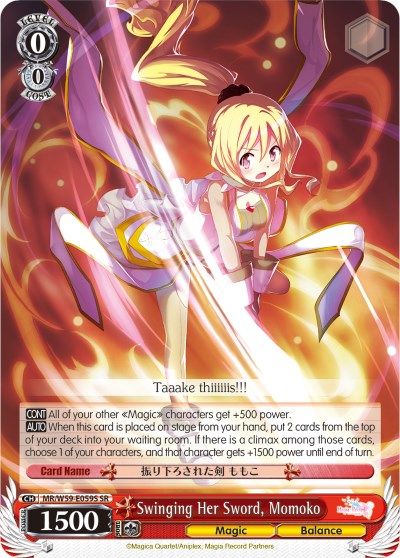 LEVEL
0
0
COST
Taaake thiiiiiis!!!
CONT All of your other «Magic» characters get +500 power.
AUTO When this card is placed on stage from your hand, put 2 cards from the top of your deck into your waiting room. If there is a climax among those cards, choose 1 of your characters, and that character gets +1500 power until end of turn.
Card Name 振り下ろされた剣 ももこ
CH MR/W59-E059S SR
Swinging Her Sword, Momoko
POWER
1500
Magic
Balance
©Magica Quartet/Aniplex, Magia Record Partners